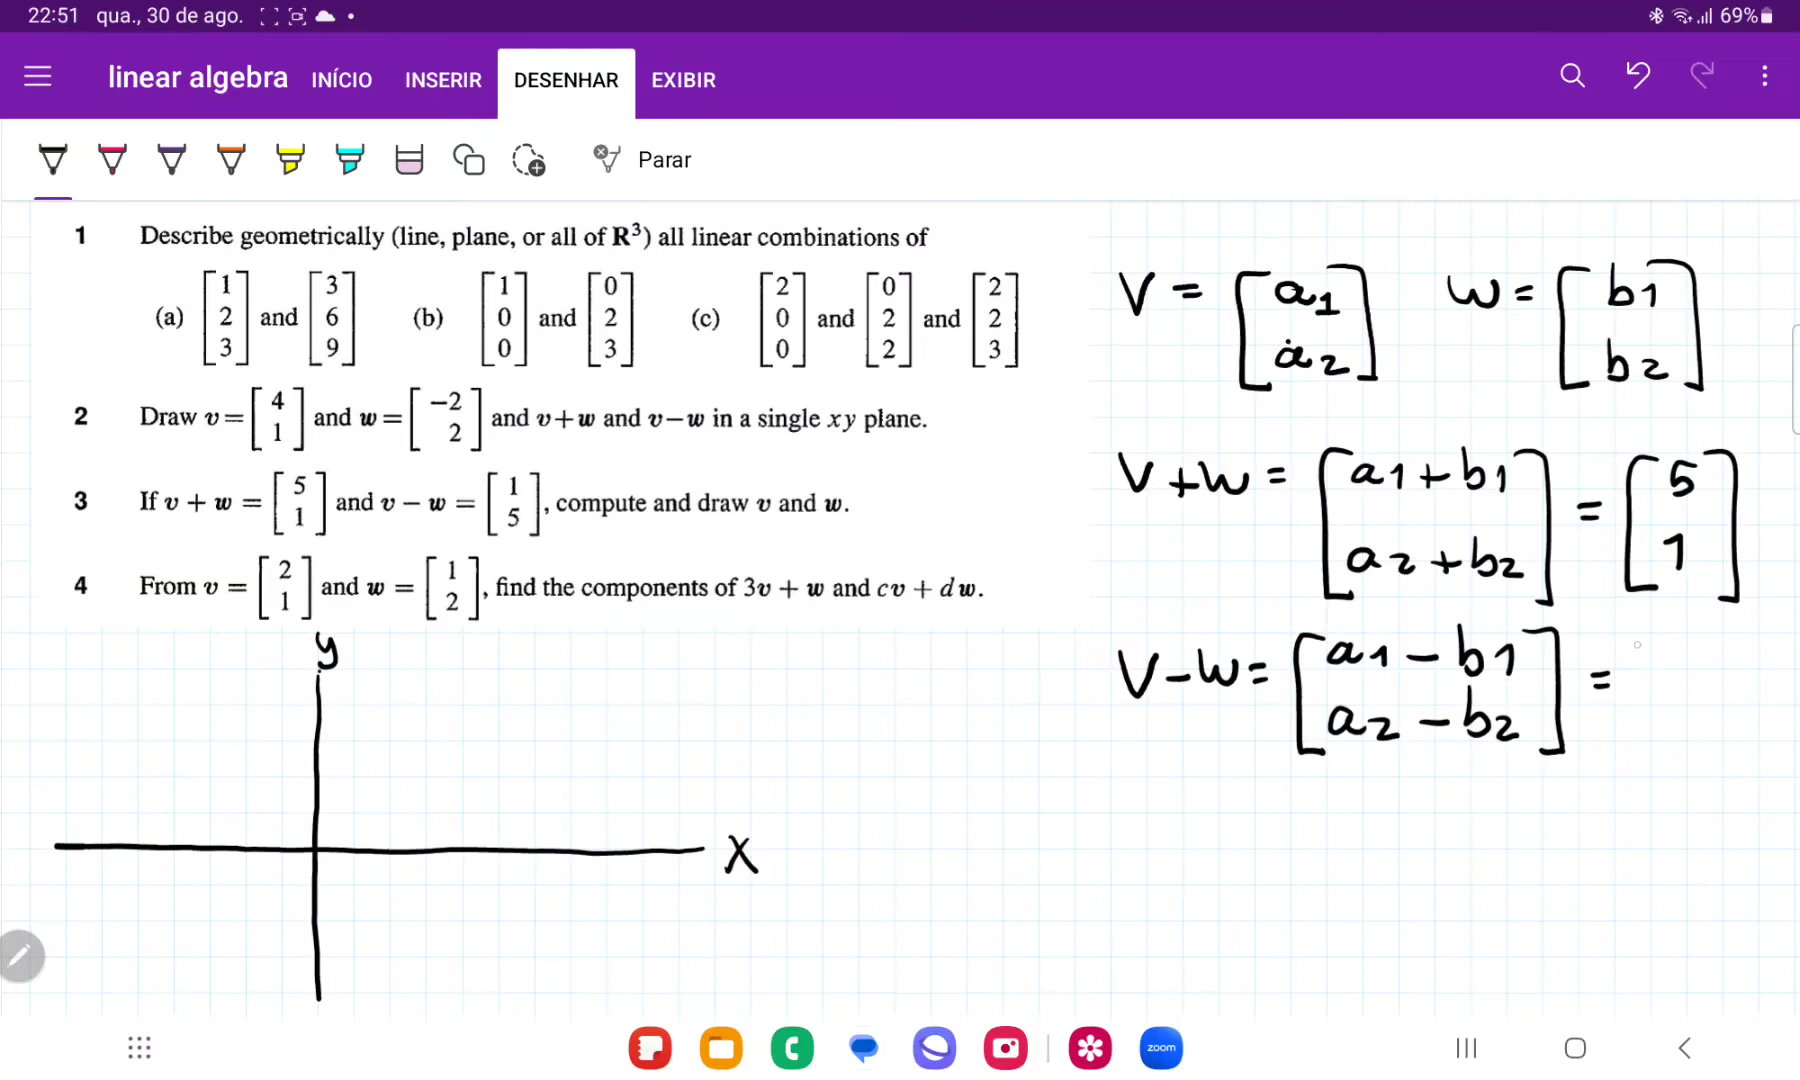 22:51 qua., 30 de ago. 69%
linear algebra INÍCIO INSERIR DESENHAR EXIBIR
Parar
1 Describe geometrically (line, plane, or all of R³) all linear combinations of
(a) [1 2 3] and [3 6 9] (b) [1 0 0] and [0 2 3] (c) [2 0 0] and [0 2 2] and [2 2 3]
2 Draw v = [4 1] and w = [−2 2] and v + w and v − w in a single xy plane.
3 If v + w = [5 1] and v − w = [1 5], compute and draw v and w.
4 From v = [2 1] and w = [1 2], find the components of 3v + w and cv + dw.
y
X
V = [a1 a2] w = [b1 b2]
V + w = [a1 + b1 a2 + b2] = [5 1]
V − w = [a1 − b1 a2 − b2] =
zoom